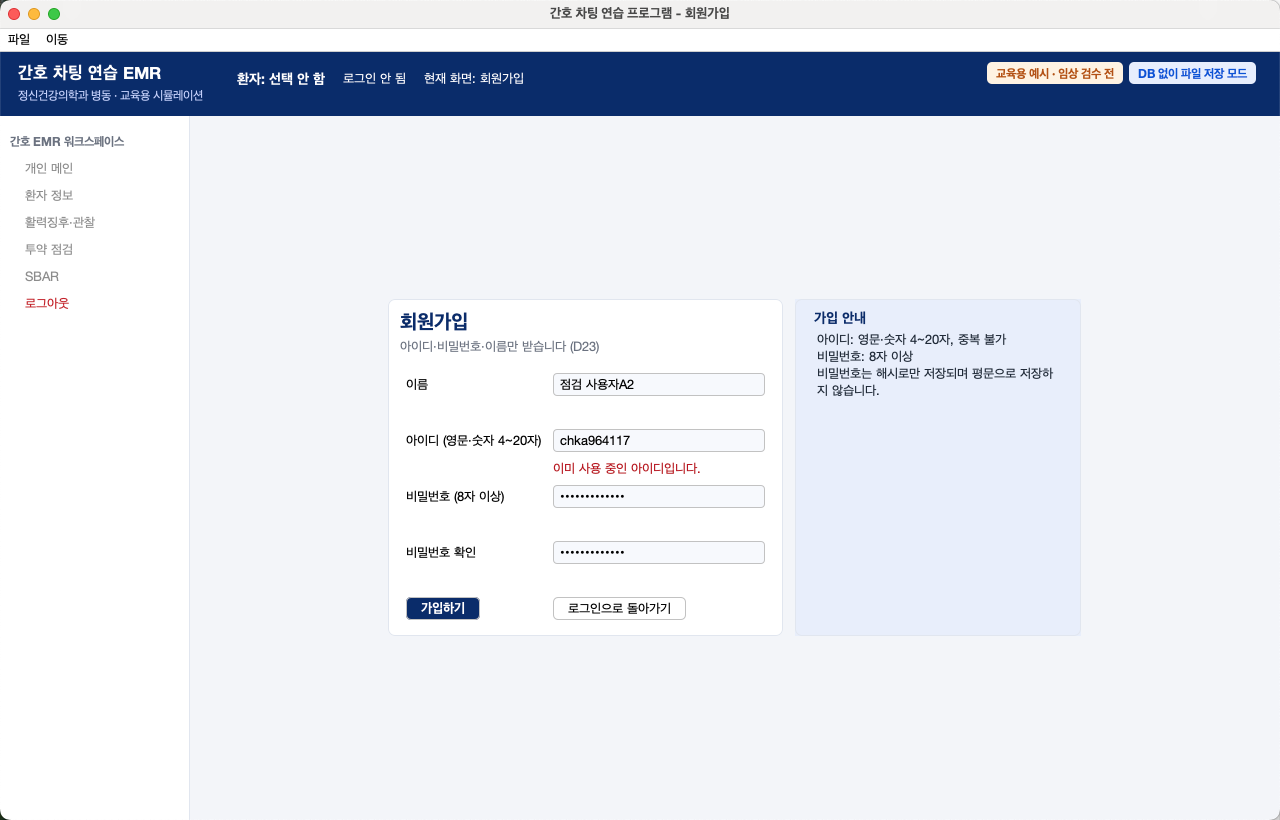 간호 차팅 연습 프로그램 - 회원가입
파일 이동
간호 차팅 연습 EMR
정신건강의학과 병동 · 교육용 시뮬레이션
환자: 선택 안 함 로그인 안 됨 현재 화면: 회원가입
교육용 예시 · 임상 검수 전 DB 없이 파일 저장 모드
간호 EMR 워크스페이스
개인 메인
환자 정보
활력징후·관찰
투약 점검
SBAR
로그아웃
회원가입
아이디·비밀번호·이름만 받습니다 (D23)
이름 점검 사용자A2
아이디 (영문·숫자 4~20자) chka964117
이미 사용 중인 아이디입니다.
비밀번호 (8자 이상) •••••••••••••
비밀번호 확인 •••••••••••••
가입하기 로그인으로 돌아가기
가입 안내
아이디: 영문·숫자 4~20자, 중복 불가
비밀번호: 8자 이상
비밀번호는 해시로만 저장되며 평문으로 저장하
지 않습니다.